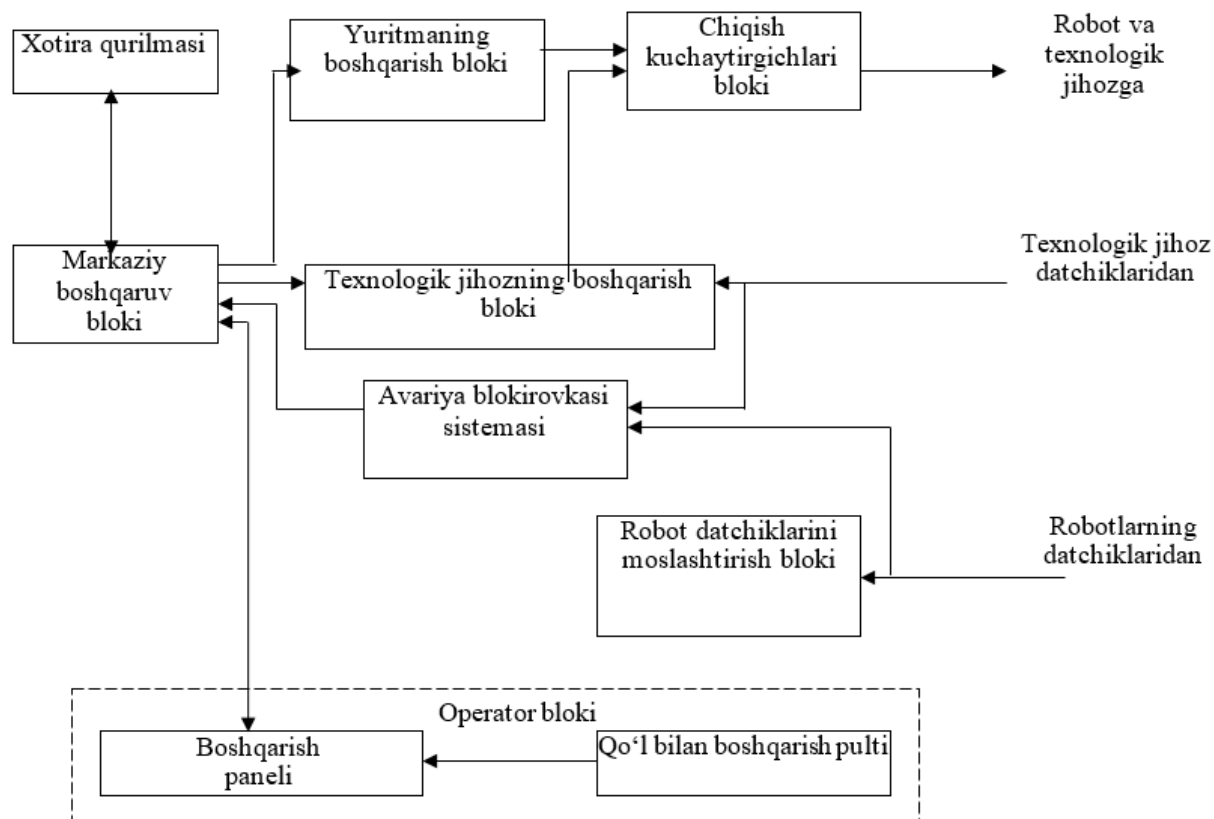 Xotira qurilmasi
Yuritmaning
boshqarish bloki
Chiqish
kuchaytirgichlari
bloki
Robot va
texnologik
jihozga
Markaziy
boshqaruv
bloki
Texnologik jihozning boshqarish
bloki
Texnologik jihoz
datchiklaridan
Avariya blokirovkasi
sistemasi
Robot datchiklarini
moslashtirish bloki
Robotlarning
datchiklaridan
Operator bloki
Boshqarish
paneli
Qo‘l bilan boshqarish pulti